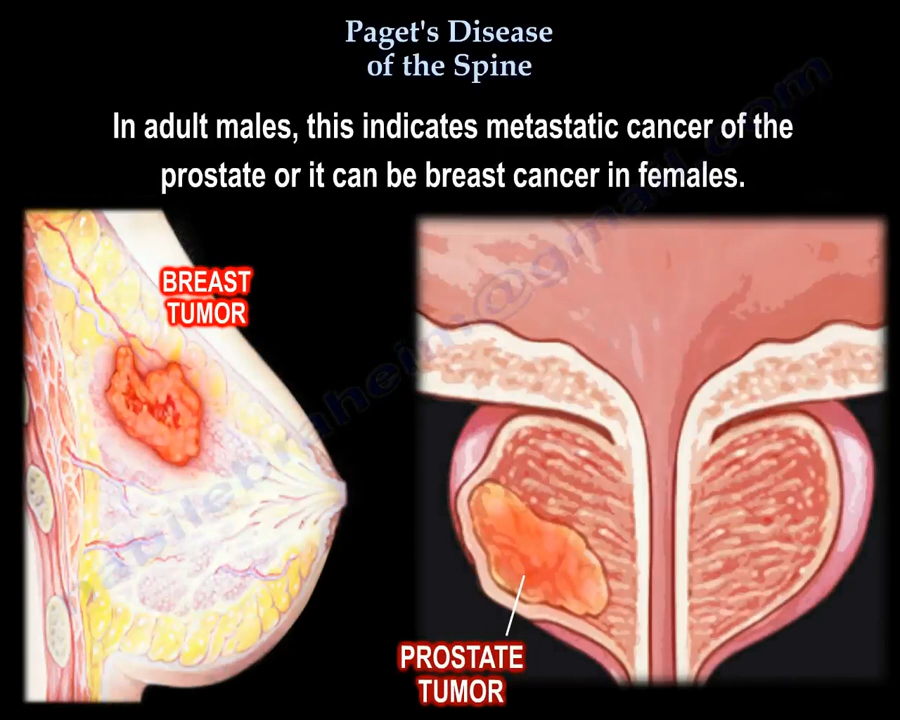 Paget's Disease
of the Spine
In adult males, this indicates metastatic cancer of the
prostate or it can be breast cancer in females.
BREAST
TUMOR
PROSTATE
TUMOR